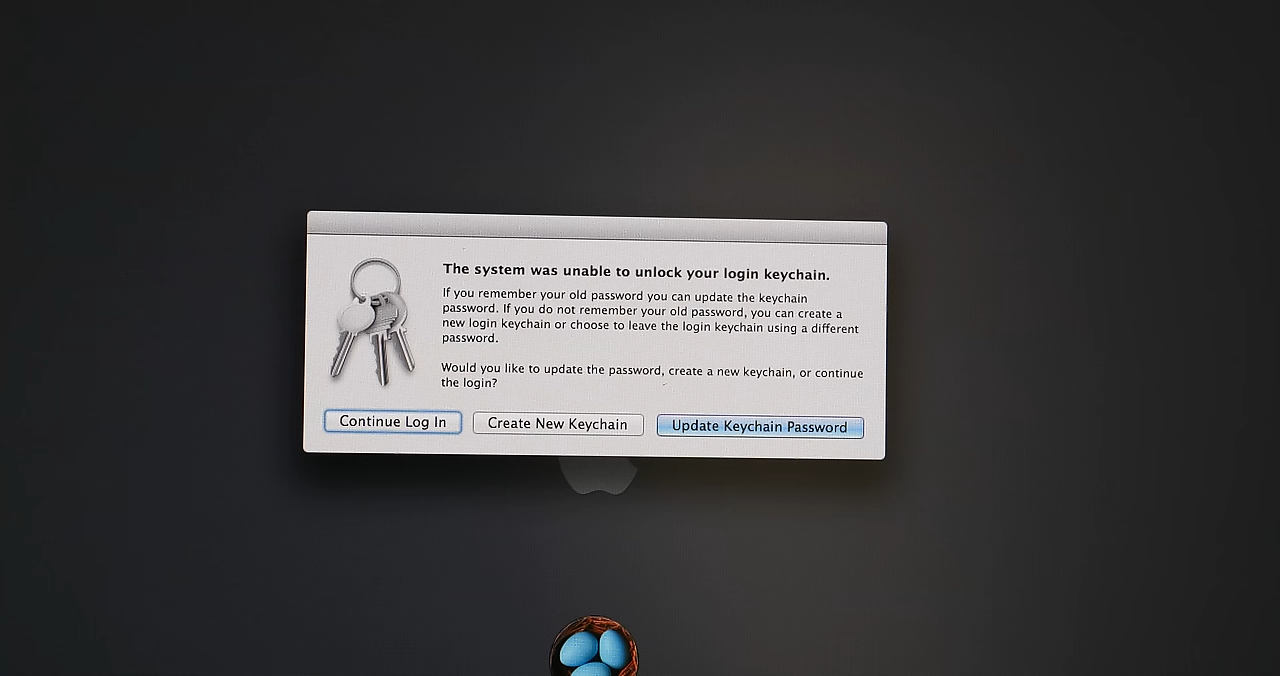 The system was unable to unlock your login keychain.
If you remember your old password you can update the keychain
password. If you do not remember your old password, you can create a
new login keychain or choose to leave the login keychain using a different
password.
Would you like to update the password, create a new keychain, or continue
the login?
Continue Log In
Create New Keychain
Update Keychain Password